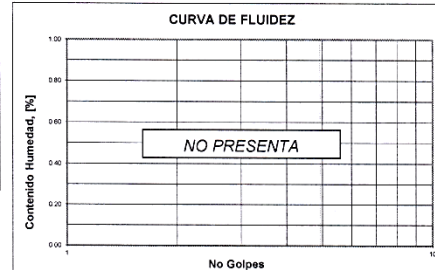 CURVA DE FLUIDEZ
Contenido Humedad, [%]
1.00
0.80
0.60
0.40
0.20
0.00
NO PRESENTA
1
10
No Golpes